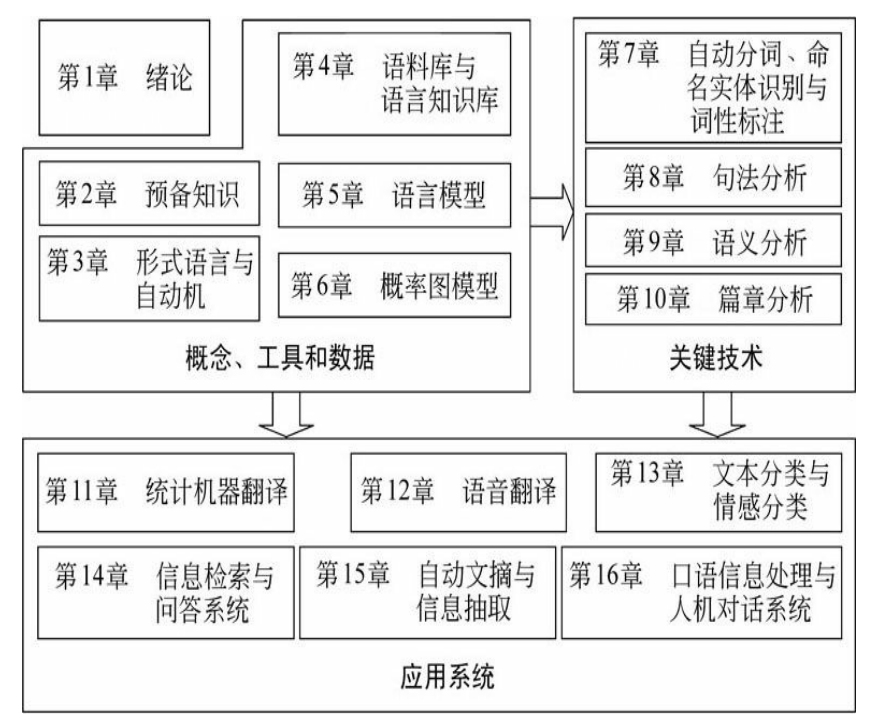 第1章 绪论
第4章 语料库与
语言知识库
第2章 预备知识
第5章 语言模型
第3章 形式语言与
自动机
第6章 概率图模型
概念、工具和数据
第7章 自动分词、命
名实体识别与
词性标注
第8章 句法分析
第9章 语义分析
第10章 篇章分析
关键技术
第11章 统计机器翻译
第12章 语音翻译
第13章 文本分类与
情感分类
第14章 信息检索与
问答系统
第15章 自动文摘与
信息抽取
第16章 口语信息处理与
人机对话系统
应用系统